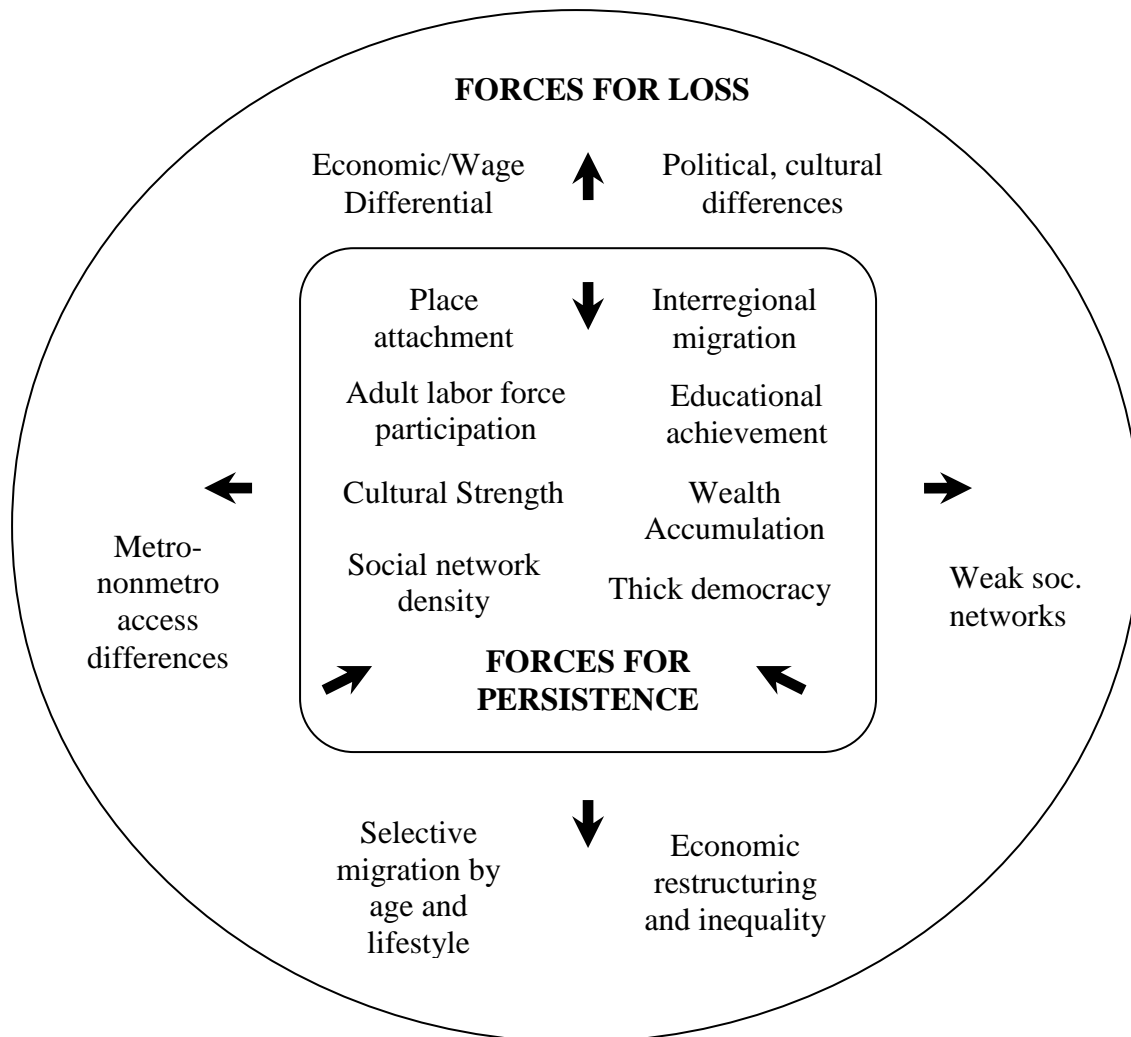 FORCES FOR LOSS
Economic/Wage
Differential
Political, cultural
differences
Place
attachment
Interregional
migration
Adult labor force
participation
Educational
achievement
Cultural Strength
Wealth
Accumulation
Social network
density
Thick democracy
FORCES FOR
PERSISTENCE
Metro-
nonmetro
access
differences
Weak soc.
networks
Selective
migration by
age and
lifestyle
Economic
restructuring
and inequality